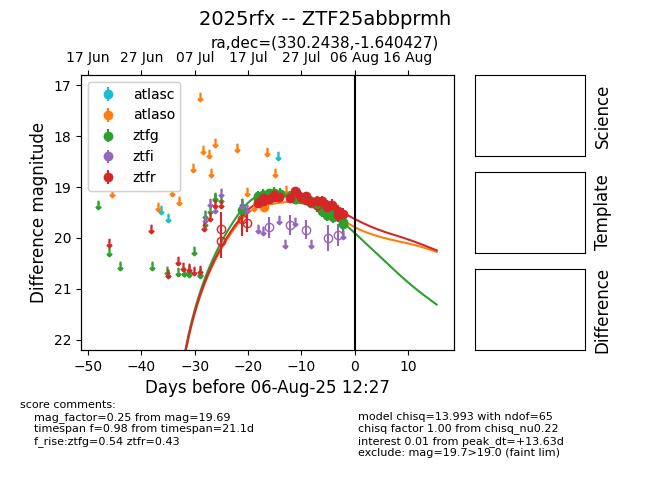 2025rfx -- ZTF25abbprmh
ra,dec=(330.2438,-1.640427)
17 Jun 27 Jun 07 Jul 17 Jul 27 Jul 06 Aug 16 Aug
17
18
19
20
21
22
Difference magnitude
atlasc
atlaso
ztfg
ztfi
ztfr
−50 −40 −30 −20 −10 0 10
Days before 06-Aug-25 12:27
Science
Template
Difference
score comments:
mag_factor=0.25 from mag=19.69
timespan f=0.98 from timespan=21.1d
f_rise:ztfg=0.54 ztfr=0.43
model chisq=13.993 with ndof=65
chisq factor 1.00 from chisq_nu0.22
interest 0.01 from peak_dt=+13.63d
exclude: mag=19.7>19.0 (faint lim)